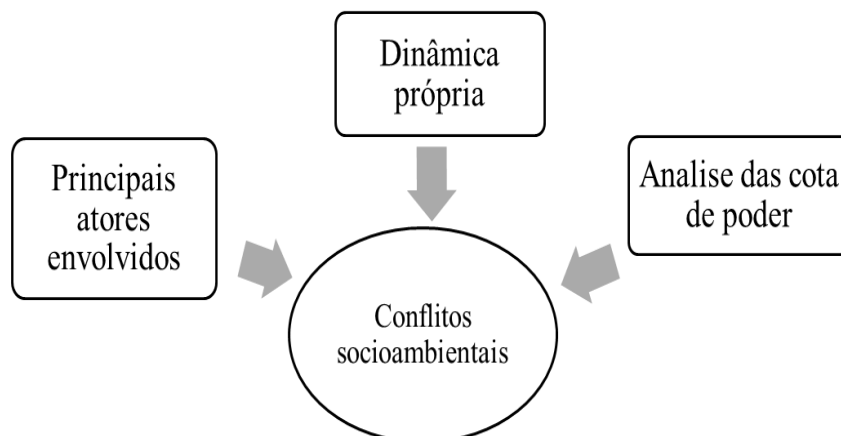 Dinâmica
própria
Principais
atores
envolvidos
Analise das cota
de poder
Conflitos
socioambientais